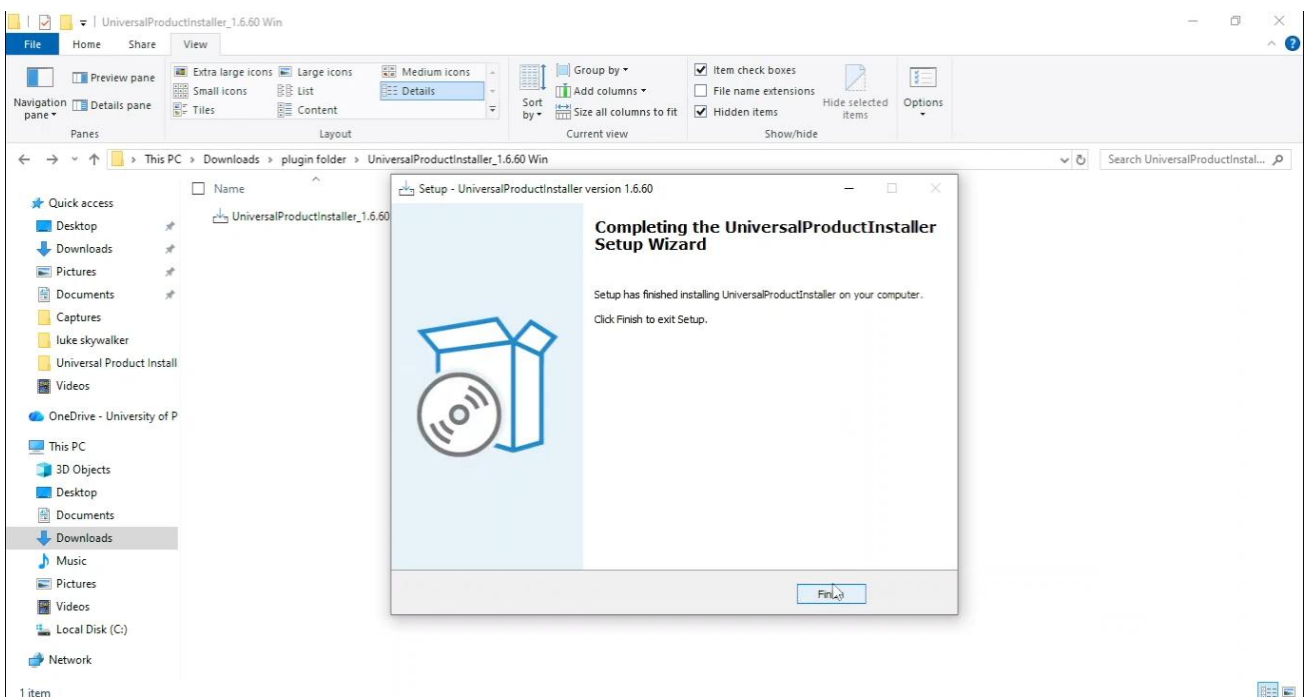 UniversalProductInstaller_1.6.60 Win
File Home Share View
Preview pane
Navigation pane
Details pane
Panes
Extra large icons Large icons Medium icons
Small icons List Details
Tiles Content
Layout
Sort by
Group by
Add columns
Size all columns to fit
Current view
Item check boxes
File name extensions
Hidden items
Hide selected items
Show/hide
Options
This PC > Downloads > plugin folder > UniversalProductInstaller_1.6.60 Win
Search UniversalProductInstal...
Quick access
Desktop
Downloads
Pictures
Documents
Captures
luke skywalker
Universal Product Install
Videos
OneDrive - University of P
This PC
3D Objects
Desktop
Documents
Downloads
Music
Pictures
Videos
Local Disk (C:)
Network
1 item
Name
UniversalProductInstaller_1.6.60
Setup - UniversalProductInstaller version 1.6.60
Completing the UniversalProductInstaller
Setup Wizard
Setup has finished installing UniversalProductInstaller on your computer.
Click Finish to exit Setup.